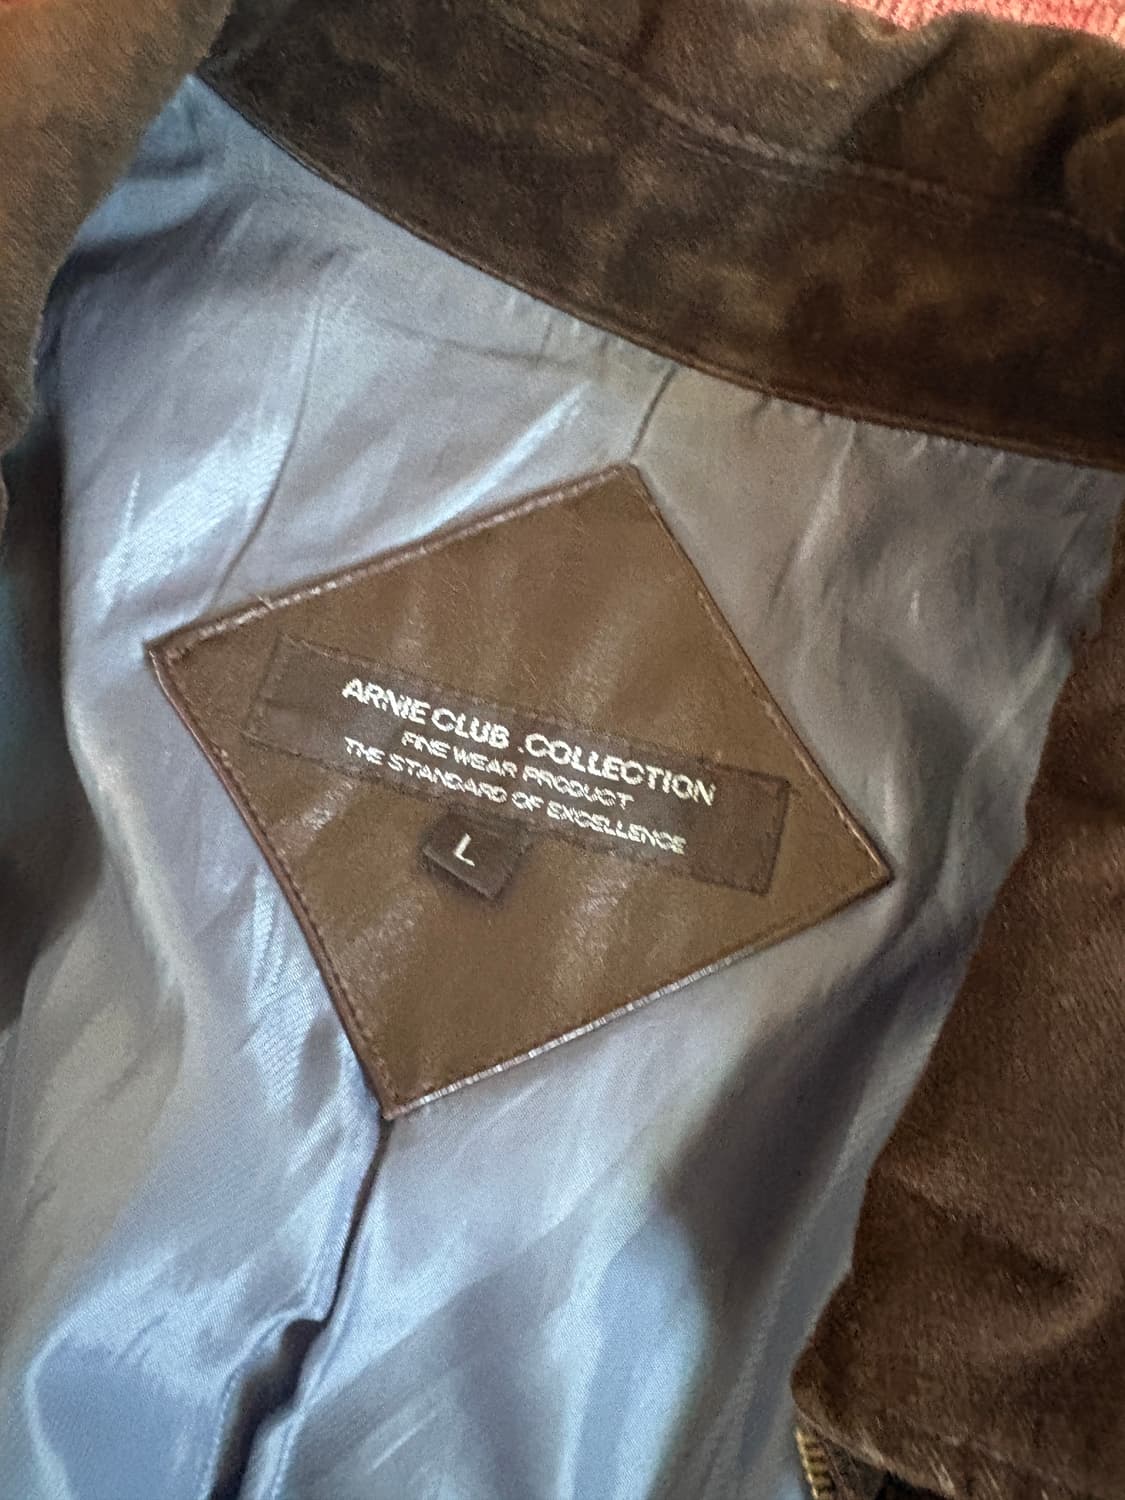 ARNIE CLUB .COLLECTION
FINE WEAR PRODUCT
THE STANDARD OF EXCELLENCE
L